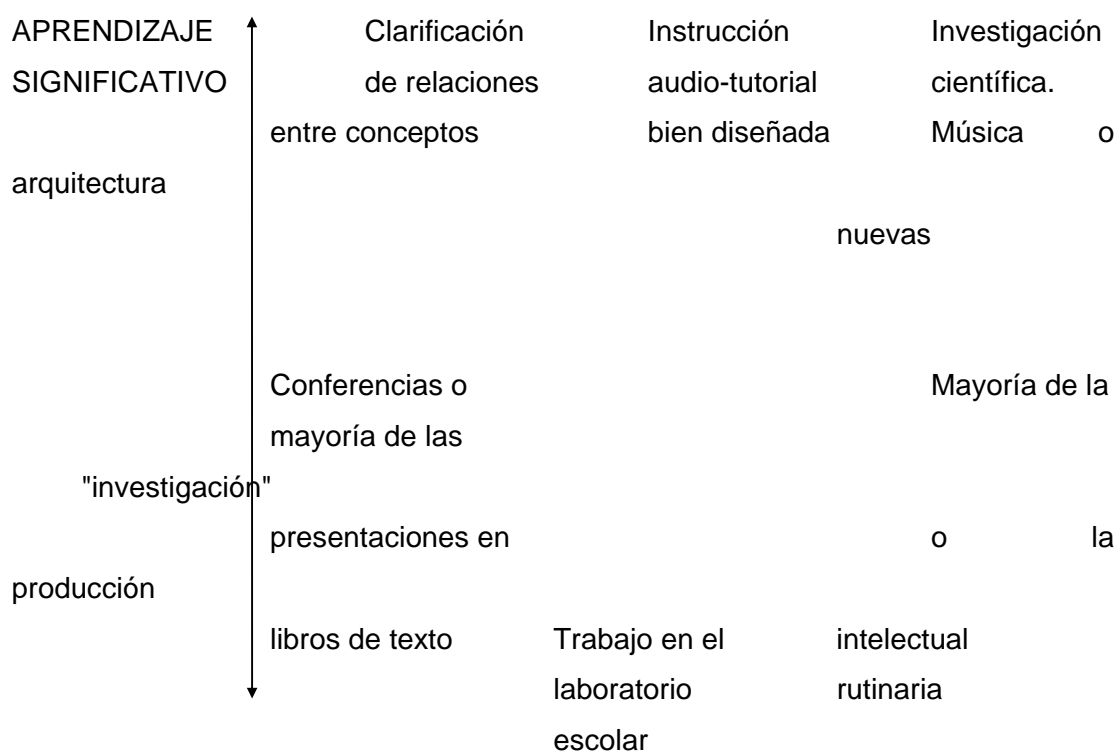 APRENDIZAJE Clarificación Instrucción Investigación
SIGNIFICATIVO de relaciones audio-tutorial científica.
entre conceptos bien diseñada Música o
arquitectura
nuevas
Conferencias o Mayoría de la
mayoría de las
"investigación"
presentaciones en o la
producción
libros de texto Trabajo en el intelectual
laboratorio rutinaria
escolar